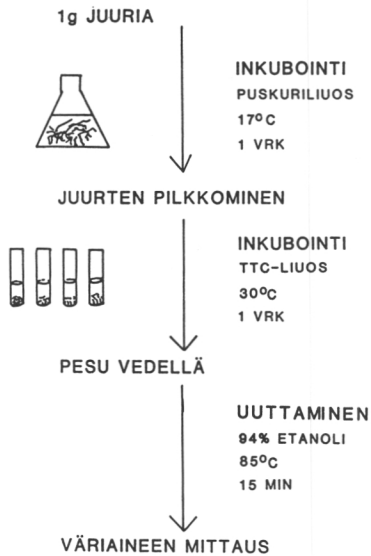 1g JUURIA
INKUBOINTI
PUSKURILIUOS
17°C
1 VRK
JUURTEN PILKKOMINEN
INKUBOINTI
TTC-LIUOS
30°C
1 VRK
PESU VEDELLÄ
UUTTAMINEN
94% ETANOLI
85°C
15 MIN
VÄRIAINEEN MITTAUS